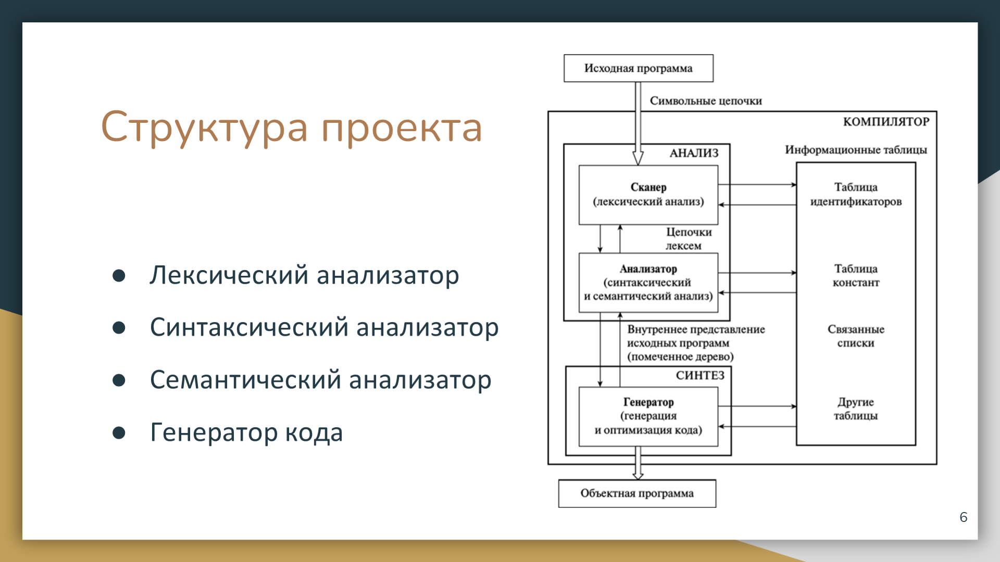 Структура проекта
● Лексический анализатор
● Синтаксический анализатор
● Семантический анализатор
● Генератор кода
Исходная программа
Символьные цепочки
КОМПИЛЯТОР
АНАЛИЗ
Информационные таблицы
Сканер
(лексический анализ)
Таблица
идентификаторов
Цепочки
лексем
Анализатор
(синтаксический
и семантический анализ)
Таблица
констант
Внутреннее представление
исходных программ
(помеченное дерево)
Связанные
списки
СИНТЕЗ
Генератор
(генерация
и оптимизация кода)
Другие
таблицы
Объектная программа
6